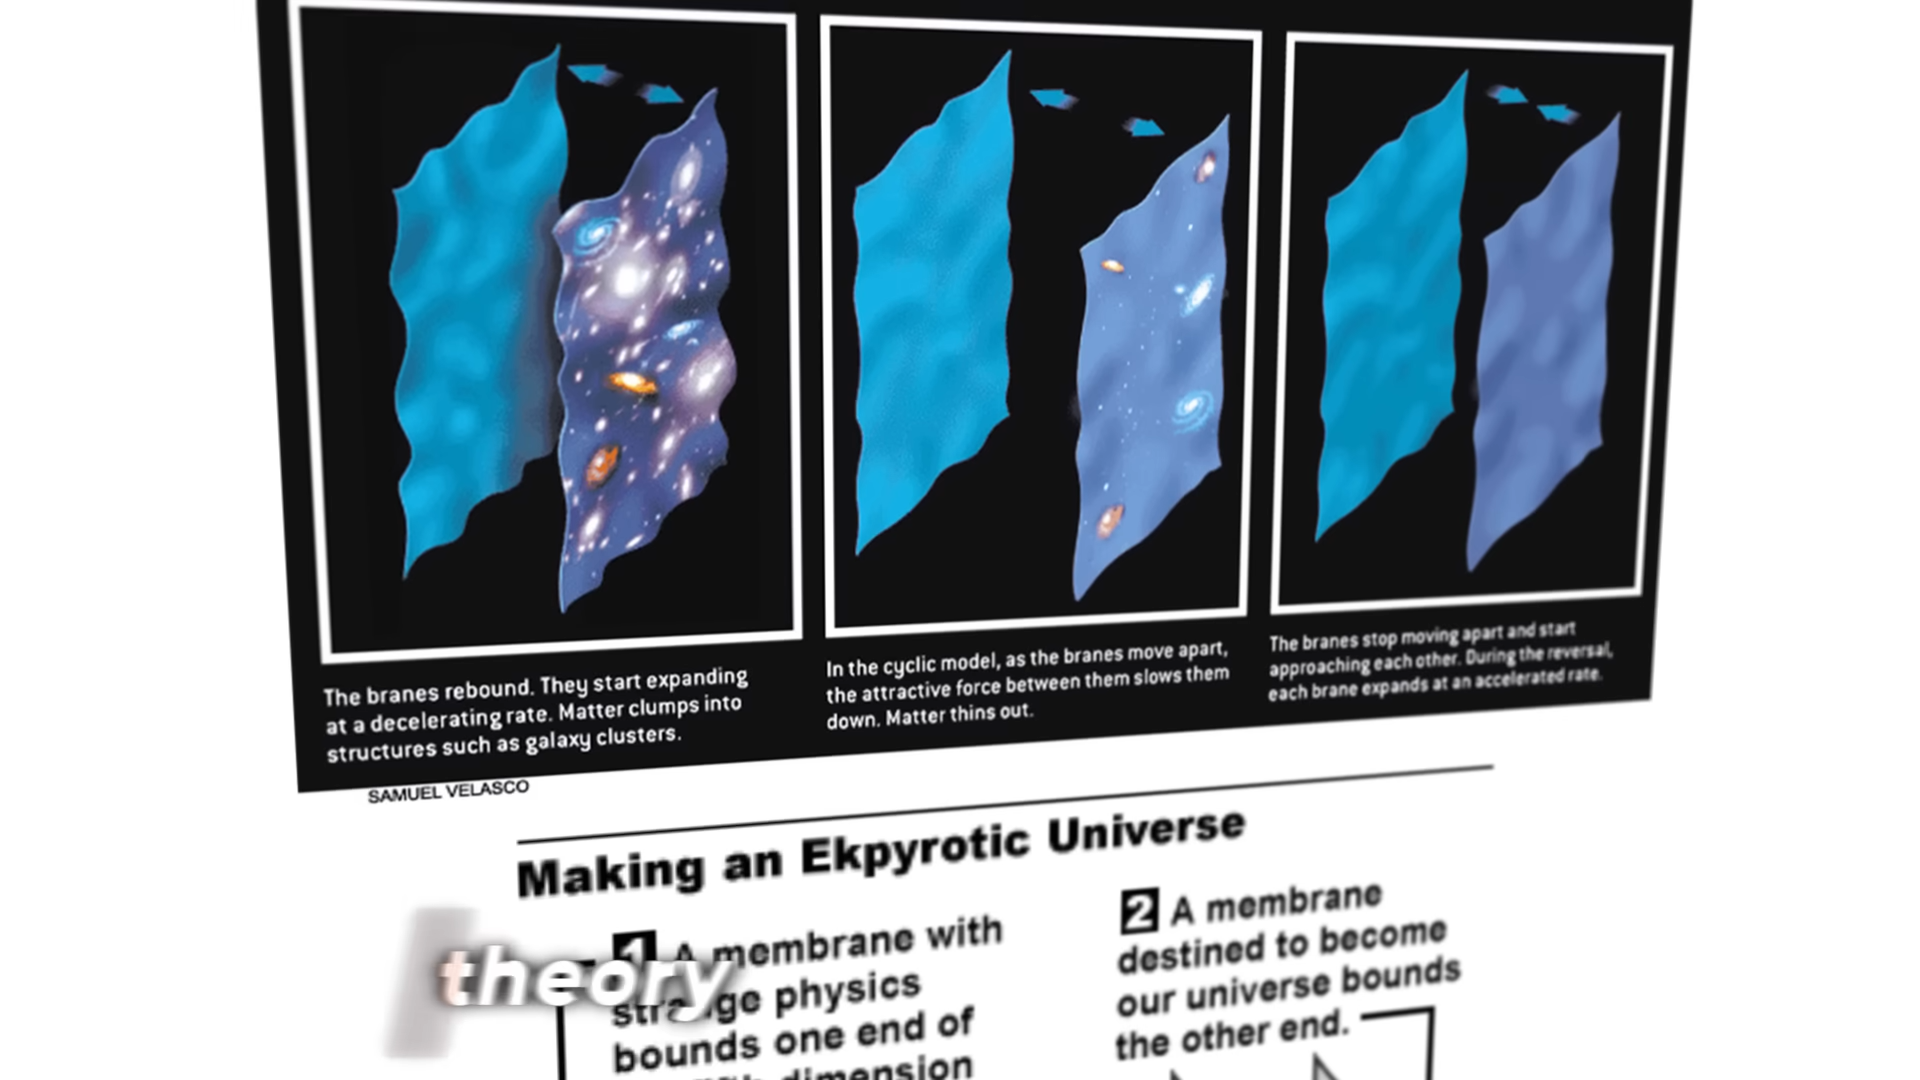 The branes rebound. They start expanding
at a decelerating rate. Matter clumps into
structures such as galaxy clusters.
In the cyclic model, as the branes move apart,
the attractive force between them slows them
down. Matter thins out.
The branes stop moving apart and start
approaching each other. During the reversal,
each brane expands at an accelerated rate.
SAMUEL VELASCO
Making an Ekpyrotic Universe
1 A membrane with
strange physics
bounds one end of
dimension
2 A membrane
destined to become
our universe bounds
the other end.
theory